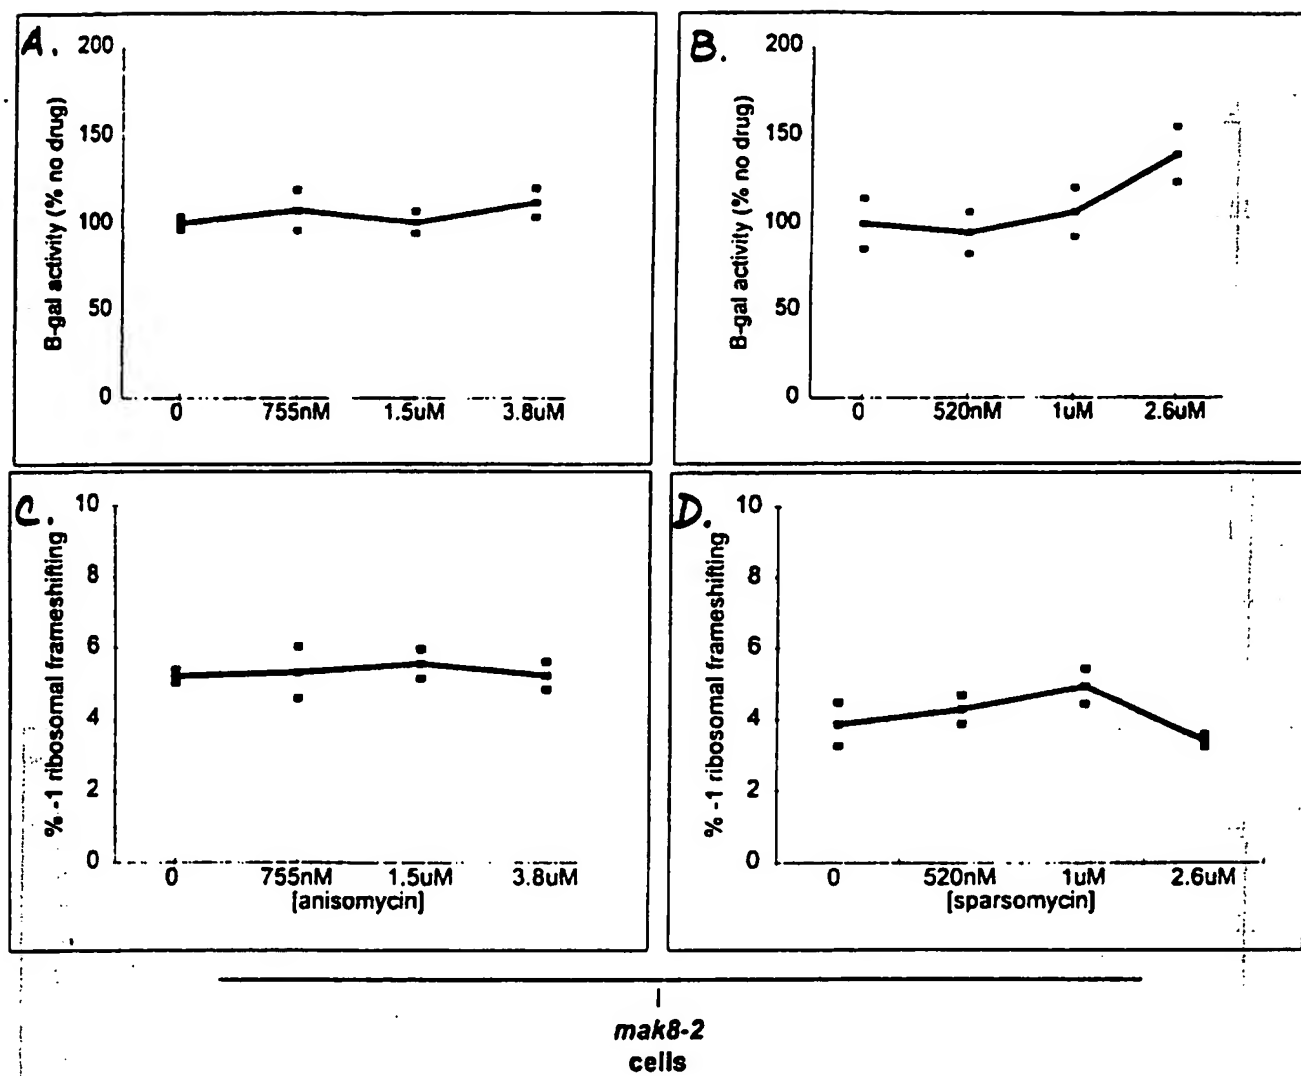 A.
B-gal activity (% no drug)
200
150
100
50
0
0 755nM 1.5uM 3.8uM
B.
B-gal activity (% no drug)
200
150
100
50
0
0 520nM 1uM 2.6uM
C.
% -1 ribosomal frameshifting
10
8
6
4
2
0
0 755nM 1.5uM 3.8uM
[anisomycin]
D.
% -1 ribosomal frameshifting
10
8
6
4
2
0
0 520nM 1uM 2.6uM
[sparsomycin]
mak8-2
cells